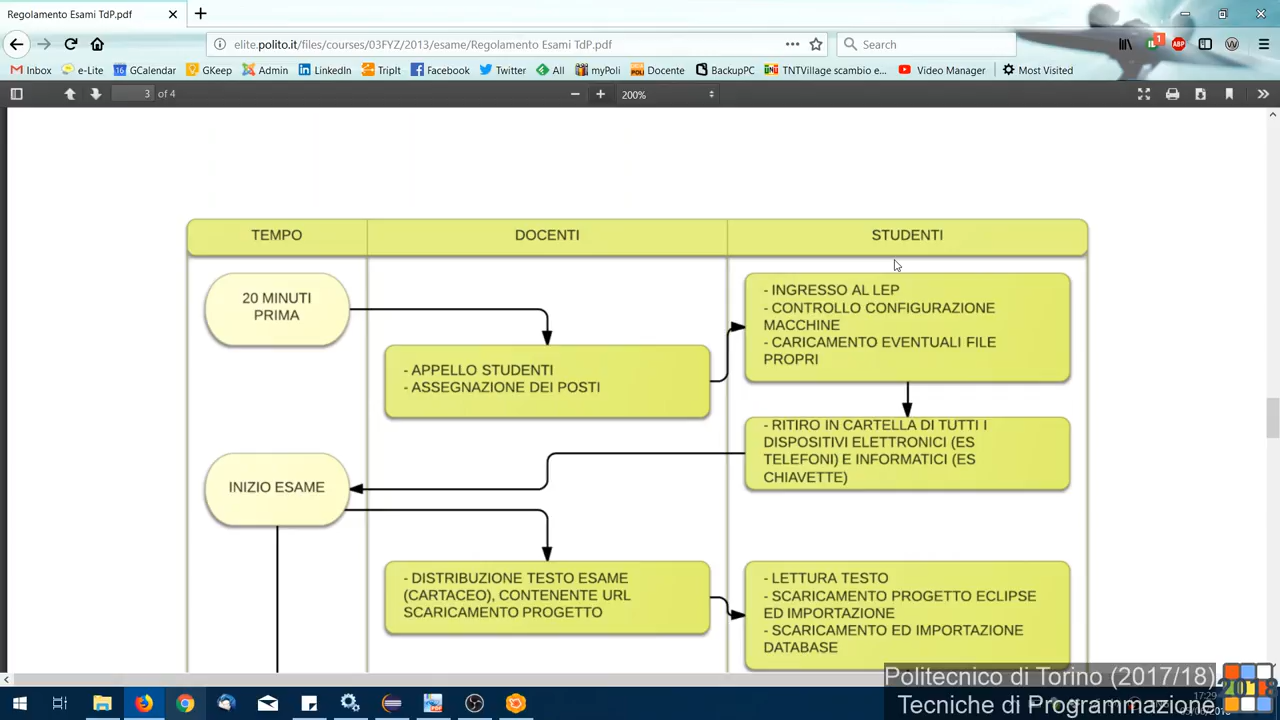 Regolamento Esami TdP.pdf
elite.polito.it/files/courses/03FYZ/2013/esame/Regolamento Esami TdP.pdf
Search
1
ABP
Inbox e-Lite GCalendar GKeep Admin LinkedIn TripIt Facebook Twitter All myPoli Docente BackupPC TNTVillage scambio e... Video Manager Most Visited
3 of 4
200%
TEMPO
DOCENTI
STUDENTI
20 MINUTI
PRIMA
- APPELLO STUDENTI
- ASSEGNAZIONE DEI POSTI
- INGRESSO AL LEP
- CONTROLLO CONFIGURAZIONE
MACCHINE
- CARICAMENTO EVENTUALI FILE
PROPRI
- RITIRO IN CARTELLA DI TUTTI I
DISPOSITIVI ELETTRONICI (ES
TELEFONI) E INFORMATICI (ES
CHIAVETTE)
INIZIO ESAME
- DISTRIBUZIONE TESTO ESAME
(CARTACEO), CONTENENTE URL
SCARICAMENTO PROGETTO
- LETTURA TESTO
- SCARICAMENTO PROGETTO ECLIPSE
ED IMPORTAZIONE
- SCARICAMENTO ED IMPORTAZIONE
DATABASE
Politecnico di Torino (2017/18)
Tecniche di Programmazione
2018
17:29